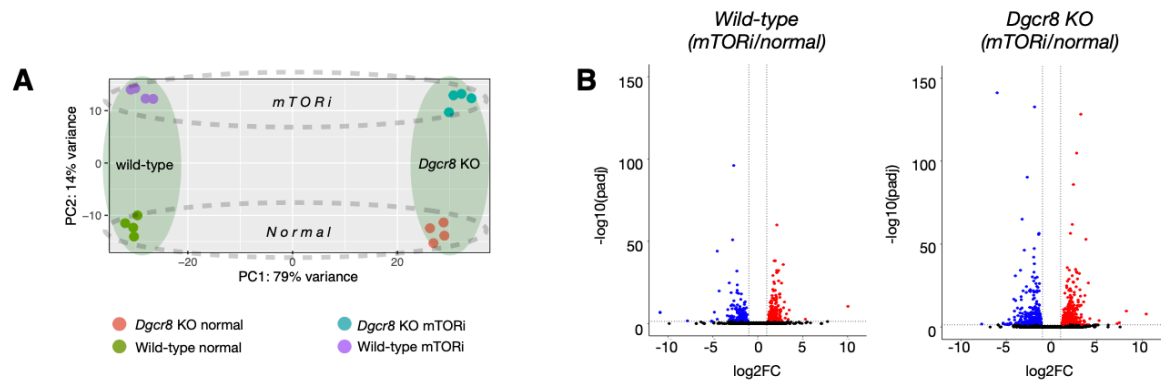 A
PC2: 14% variance
10
0
−10
mTORi
wild-type
Dgcr8 KO
Normal
−20
0
20
PC1: 79% variance
Dgcr8 KO normal
Dgcr8 KO mTORi
Wild-type normal
Wild-type mTORi
B
Wild-type
(mTORi/normal)
-log10(padj)
150
100
50
0
-10
-5
0
5
10
log2FC
Dgcr8 KO
(mTORi/normal)
-log10(padj)
150
100
50
0
-10
-5
0
5
10
log2FC